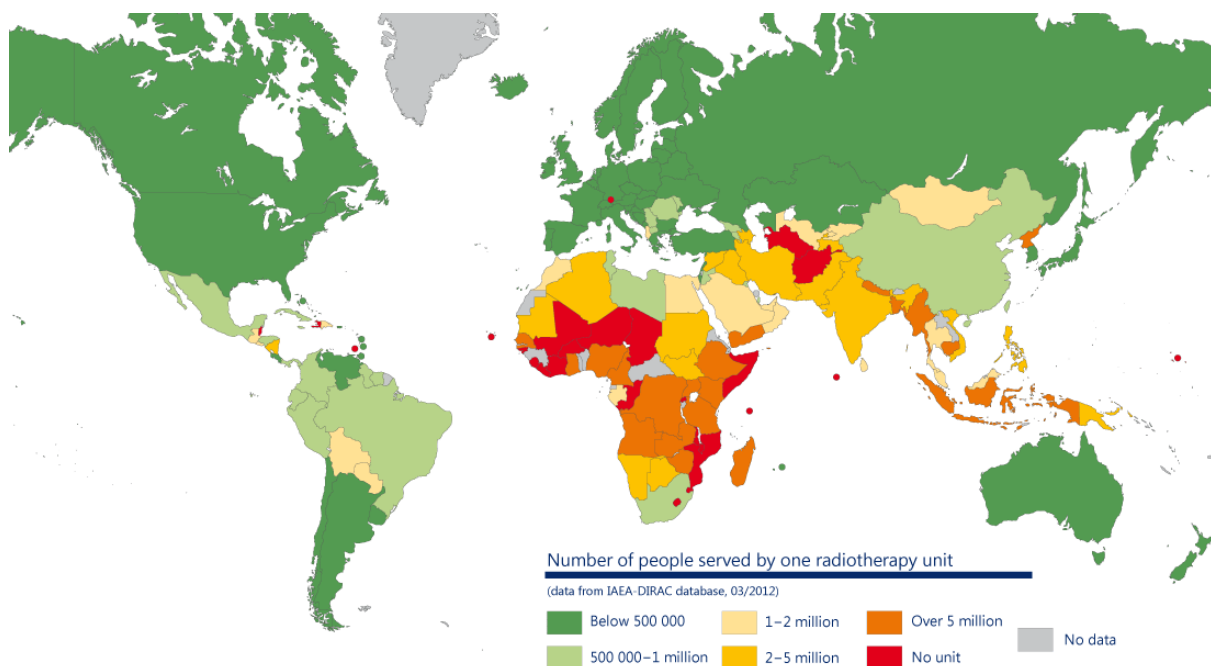 Number of people served by one radiotherapy unit
(data from IAEA-DIRAC database, 03/2012)
Below 500 000
1–2 million
Over 5 million
No data
500 000–1 million
2–5 million
No unit